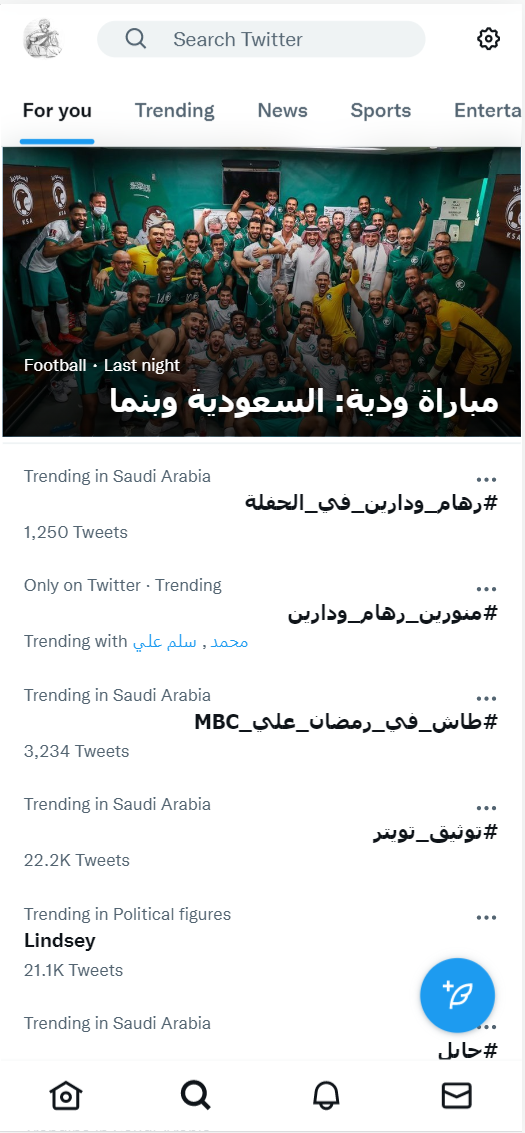 Search Twitter
For you Trending News Sports Enterta
KSA KSA
Football · Last night
مباراة ودية: السعودية وبنما
Trending in Saudi Arabia
#رهام_ودارين_في_الحفلة
1,250 Tweets
Only on Twitter · Trending
#منورين_رهام_ودارين
Trending with محمد , سلم علي
Trending in Saudi Arabia
#طاش_في_رمضان_علي_MBC
3,234 Tweets
Trending in Saudi Arabia
#توثيق_تويتر
22.2K Tweets
Trending in Political figures
Lindsey
21.1K Tweets
Trending in Saudi Arabia
#حايل